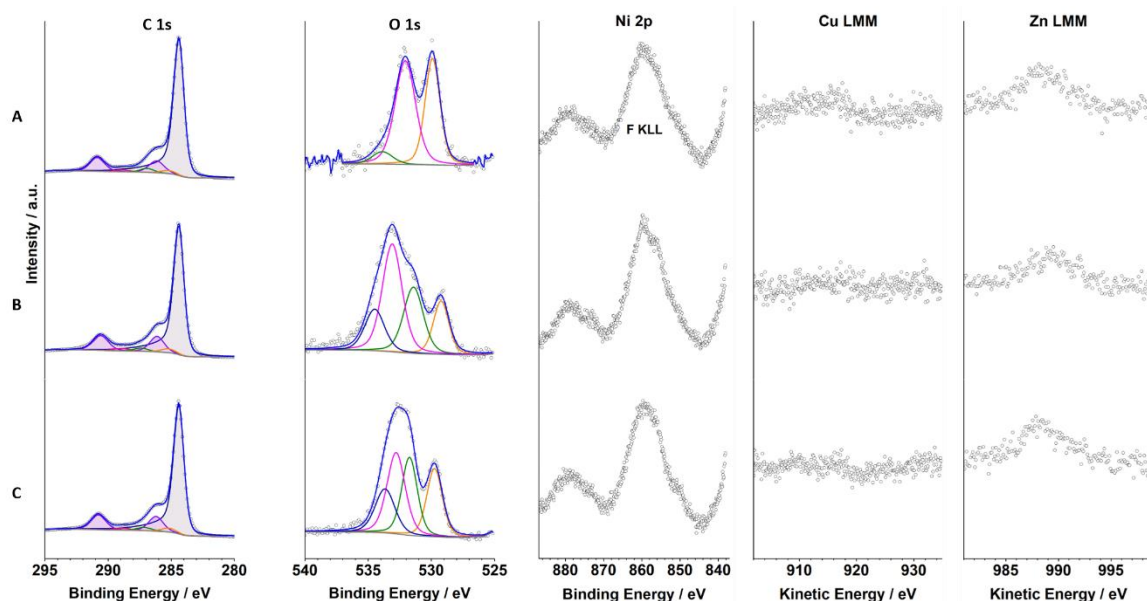 C 1s
O 1s
Ni 2p
Cu LMM
Zn LMM
A
B
C
Intensity / a.u.
F KLL
295 290 285 280
540 535 530 525
880 870 860 850 840
910 915 920 925 930
985 990 995
Binding Energy / eV
Binding Energy / eV
Binding Energy / eV
Kinetic Energy / eV
Kinetic Energy / eV